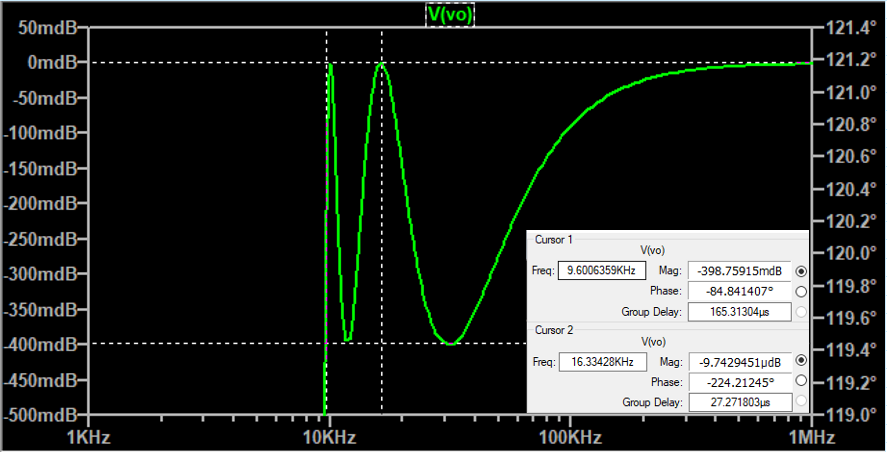 V(vo)
50mdB 121.4°
0mdB 121.2°
-50mdB 121.0°
-100mdB 120.8°
-150mdB 120.6°
-200mdB 120.4°
-250mdB 120.2°
-300mdB 120.0°
-350mdB 119.8°
-400mdB 119.6°
-450mdB 119.4°
-500mdB 119.2°
119.0°
1KHz 10KHz 100KHz 1MHz
Cursor 1
V(vo)
Freq: 9.6006359KHz Mag: -398.75915mdB
Phase: -84.841407°
Group Delay: 165.31304µs
Cursor 2
V(vo)
Freq: 16.33428KHz Mag: -9.7429451µdB
Phase: -224.21245°
Group Delay: 27.271803µs